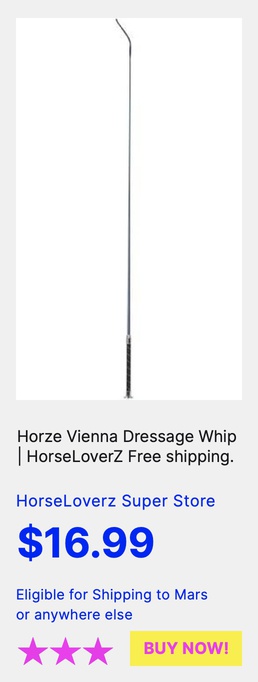 Horze Vienna Dressage Whip
| HorseLoverZ Free shipping.
HorseLoverz Super Store
$16.99
Eligible for Shipping to Mars
or anywhere else
BUY NOW!